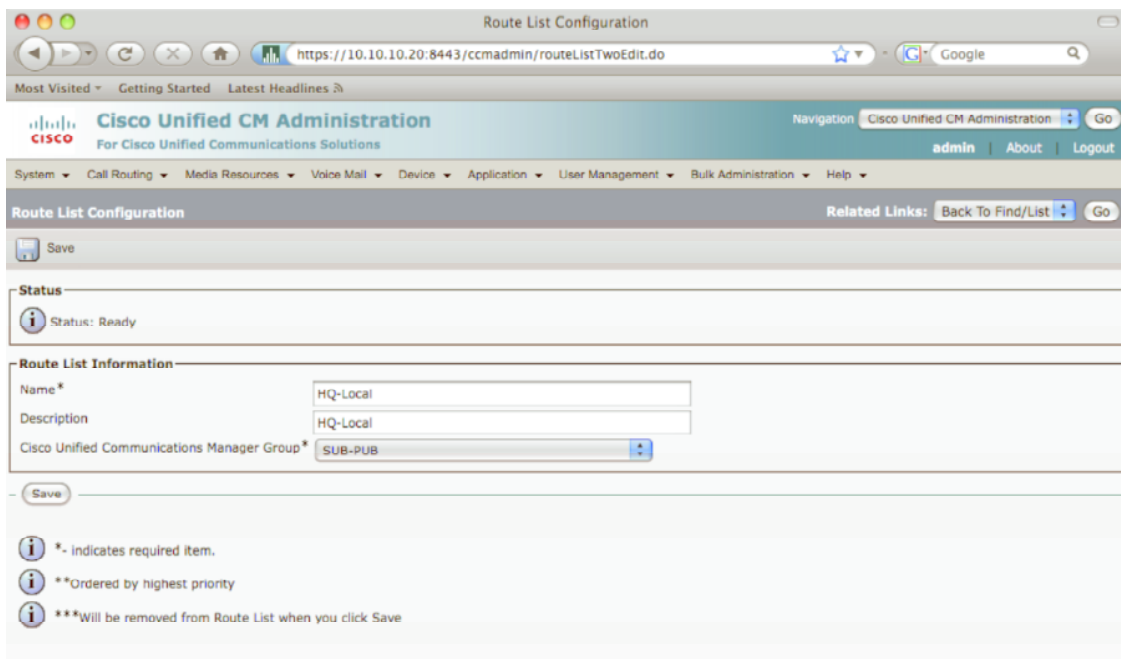 Route List Configuration
https://10.10.10.20:8443/ccmadmin/routeListTwoEdit.do
G
Google
Most Visited Getting Started Latest Headlines
CISCO
Cisco Unified CM Administration
For Cisco Unified Communications Solutions
Navigation Cisco Unified CM Administration Go
admin | About | Logout
System Call Routing Media Resources Voice Mail Device Application User Management Bulk Administration Help
Route List Configuration
Related Links: Back To Find/List Go
Save
Status
i Status: Ready
Route List Information
Name* HQ-Local
Description HQ-Local
Cisco Unified Communications Manager Group* SUB-PUB
Save
i *- indicates required item.
i **Ordered by highest priority
i ***Will be removed from Route List when you click Save